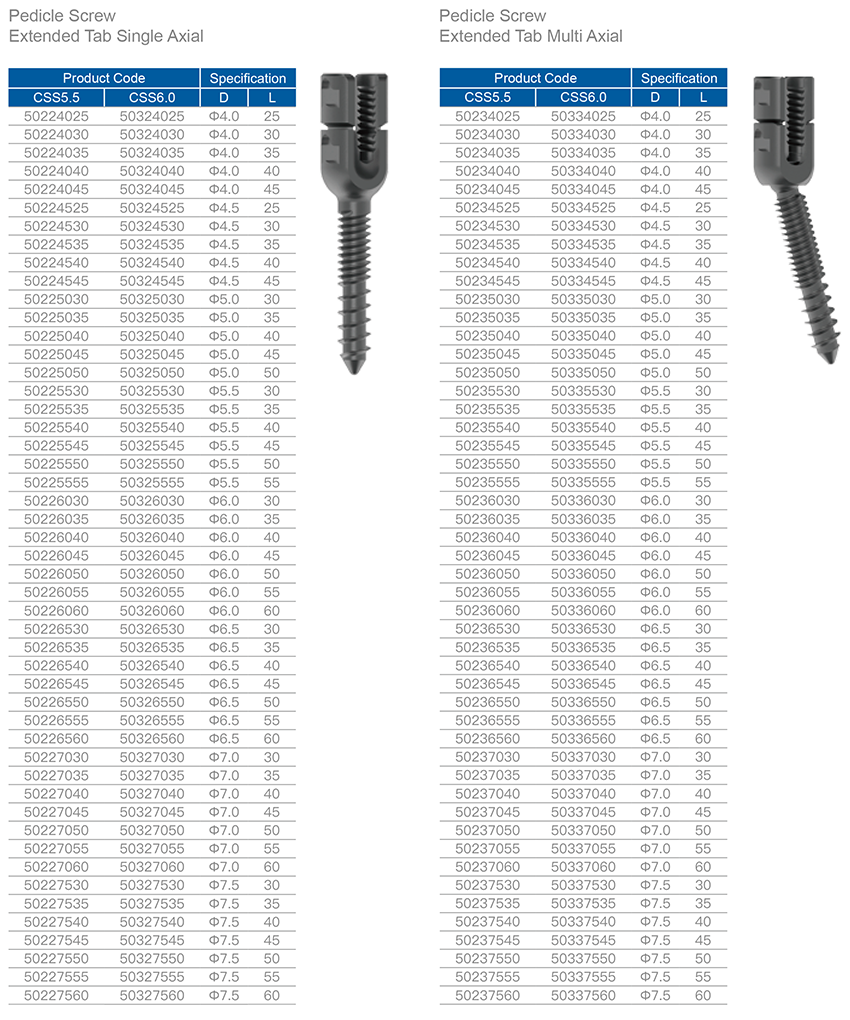 Pedicle Screw
Extended Tab Single Axial
Product Code Specification
CSS5.5 CSS6.0 D L
50224025 50324025 Φ4.0 25
50224030 50324030 Φ4.0 30
50224035 50324035 Φ4.0 35
50224040 50324040 Φ4.0 40
50224045 50324045 Φ4.0 45
50224525 50324525 Φ4.5 25
50224530 50324530 Φ4.5 30
50224535 50324535 Φ4.5 35
50224540 50324540 Φ4.5 40
50224545 50324545 Φ4.5 45
50225030 50325030 Φ5.0 30
50225035 50325035 Φ5.0 35
50225040 50325040 Φ5.0 40
50225045 50325045 Φ5.0 45
50225050 50325050 Φ5.0 50
50225530 50325530 Φ5.5 30
50225535 50325535 Φ5.5 35
50225540 50325540 Φ5.5 40
50225545 50325545 Φ5.5 45
50225550 50325550 Φ5.5 50
50225555 50325555 Φ5.5 55
50226030 50326030 Φ6.0 30
50226035 50326035 Φ6.0 35
50226040 50326040 Φ6.0 40
50226045 50326045 Φ6.0 45
50226050 50326050 Φ6.0 50
50226055 50326055 Φ6.0 55
50226060 50326060 Φ6.0 60
50226530 50326530 Φ6.5 30
50226535 50326535 Φ6.5 35
50226540 50326540 Φ6.5 40
50226545 50326545 Φ6.5 45
50226550 50326550 Φ6.5 50
50226555 50326555 Φ6.5 55
50226560 50326560 Φ6.5 60
50227030 50327030 Φ7.0 30
50227035 50327035 Φ7.0 35
50227040 50327040 Φ7.0 40
50227045 50327045 Φ7.0 45
50227050 50327050 Φ7.0 50
50227055 50327055 Φ7.0 55
50227060 50327060 Φ7.0 60
50227530 50327530 Φ7.5 30
50227535 50327535 Φ7.5 35
50227540 50327540 Φ7.5 40
50227545 50327545 Φ7.5 45
50227550 50327550 Φ7.5 50
50227555 50327555 Φ7.5 55
50227560 50327560 Φ7.5 60
Pedicle Screw
Extended Tab Multi Axial
Product Code Specification
CSS5.5 CSS6.0 D L
50234025 50334025 Φ4.0 25
50234030 50334030 Φ4.0 30
50234035 50334035 Φ4.0 35
50234040 50334040 Φ4.0 40
50234045 50334045 Φ4.0 45
50234525 50334525 Φ4.5 25
50234530 50334530 Φ4.5 30
50234535 50334535 Φ4.5 35
50234540 50334540 Φ4.5 40
50234545 50334545 Φ4.5 45
50235030 50335030 Φ5.0 30
50235035 50335035 Φ5.0 35
50235040 50335040 Φ5.0 40
50235045 50335045 Φ5.0 45
50235050 50335050 Φ5.0 50
50235530 50335530 Φ5.5 30
50235535 50335535 Φ5.5 35
50235540 50335540 Φ5.5 40
50235545 50335545 Φ5.5 45
50235550 50335550 Φ5.5 50
50235555 50335555 Φ5.5 55
50236030 50336030 Φ6.0 30
50236035 50336035 Φ6.0 35
50236040 50336040 Φ6.0 40
50236045 50336045 Φ6.0 45
50236050 50336050 Φ6.0 50
50236055 50336055 Φ6.0 55
50236060 50336060 Φ6.0 60
50236530 50336530 Φ6.5 30
50236535 50336535 Φ6.5 35
50236540 50336540 Φ6.5 40
50236545 50336545 Φ6.5 45
50236550 50336550 Φ6.5 50
50236555 50336555 Φ6.5 55
50236560 50336560 Φ6.5 60
50237030 50337030 Φ7.0 30
50237035 50337035 Φ7.0 35
50237040 50337040 Φ7.0 40
50237045 50337045 Φ7.0 45
50237050 50337050 Φ7.0 50
50237055 50337055 Φ7.0 55
50237060 50337060 Φ7.0 60
50237530 50337530 Φ7.5 30
50237535 50337535 Φ7.5 35
50237540 50337540 Φ7.5 40
50237545 50337545 Φ7.5 45
50237550 50337550 Φ7.5 50
50237555 50337555 Φ7.5 55
50237560 50337560 Φ7.5 60